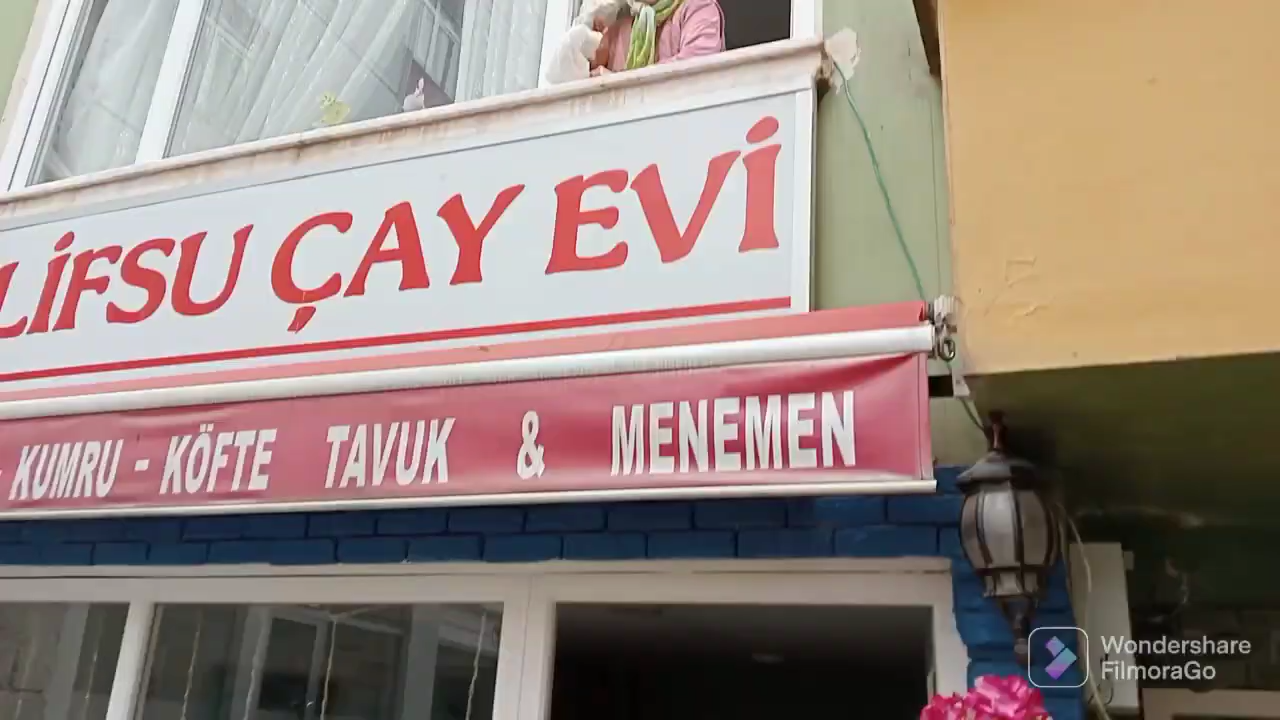 LİFSU ÇAY EVİ
- KUMRU - KÖFTE TAVUK & MENEMEN
Wondershare
FilmoraGo